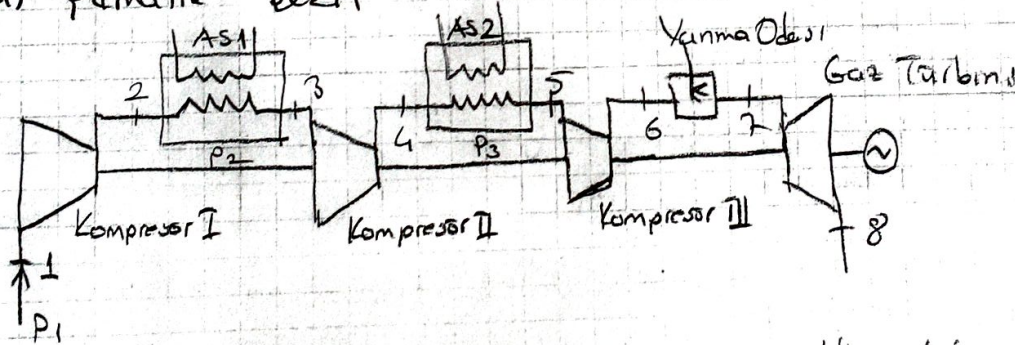 AS1
AS2
Yanma Odası
Gaz Türbini
2
3
4
5
6
7
P2
P3
Kompresör I
Kompresör II
Kompresör III
8
1
P1